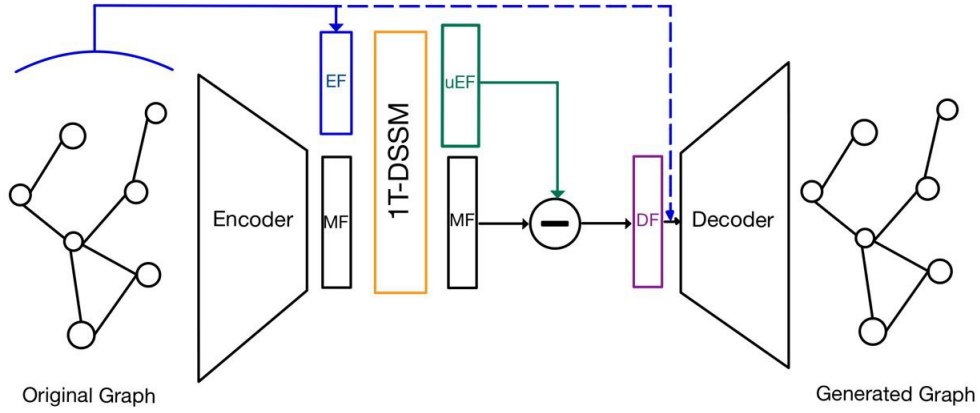 EF
uEF
1T-DSSM
Encoder
MF
MF
DF
Decoder
Original Graph
Generated Graph